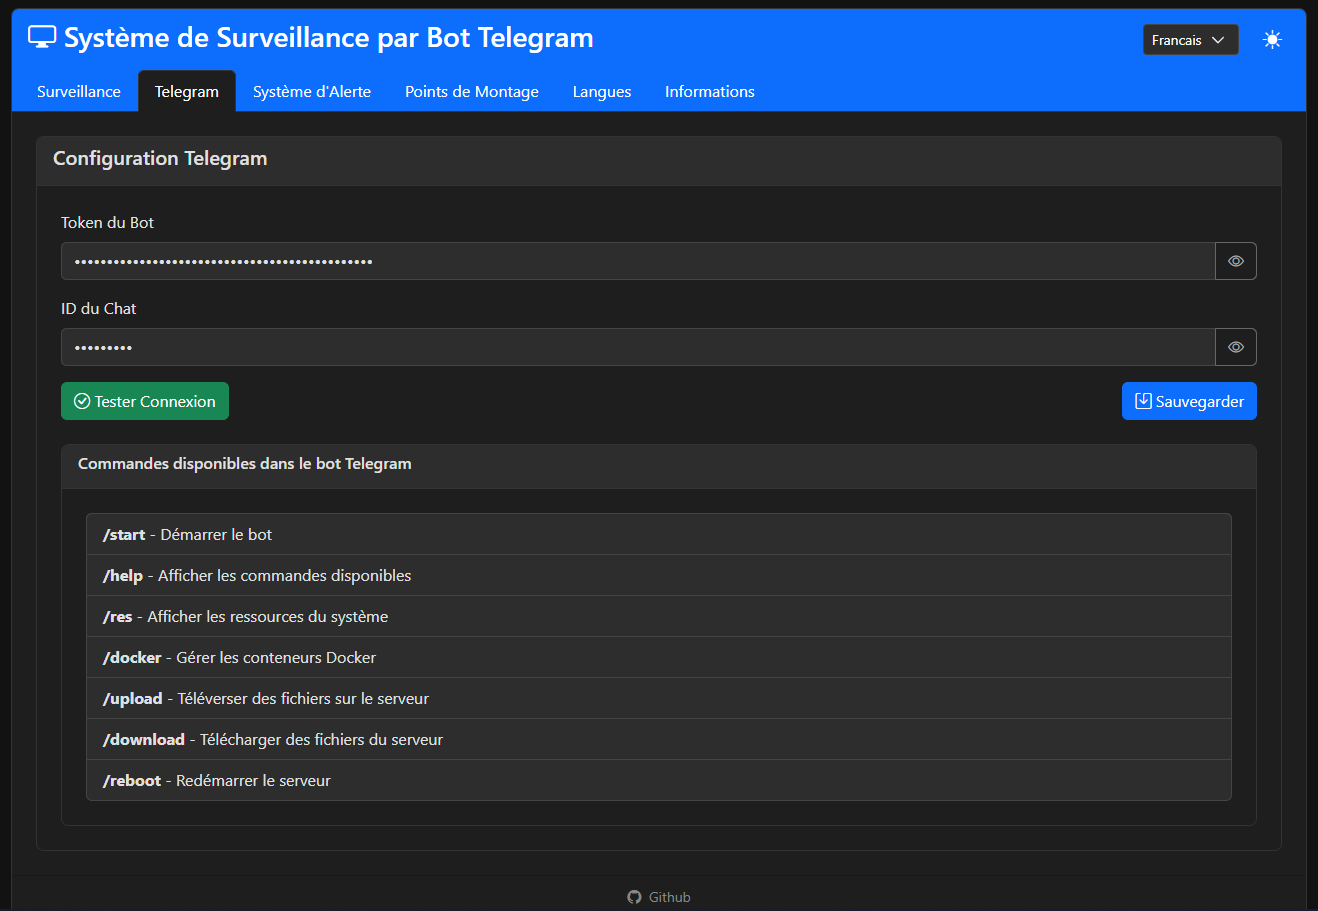 Système de Surveillance par Bot Telegram
Francais
Surveillance Telegram Système d'Alerte Points de Montage Langues Informations
Configuration Telegram
Token du Bot
••••••••••••••••••••••••••••••••••••••••••••••
ID du Chat
•••••••••
Tester Connexion Sauvegarder
Commandes disponibles dans le bot Telegram
/start - Démarrer le bot
/help - Afficher les commandes disponibles
/res - Afficher les ressources du système
/docker - Gérer les conteneurs Docker
/upload - Téléverser des fichiers sur le serveur
/download - Télécharger des fichiers du serveur
/reboot - Redémarrer le serveur
Github